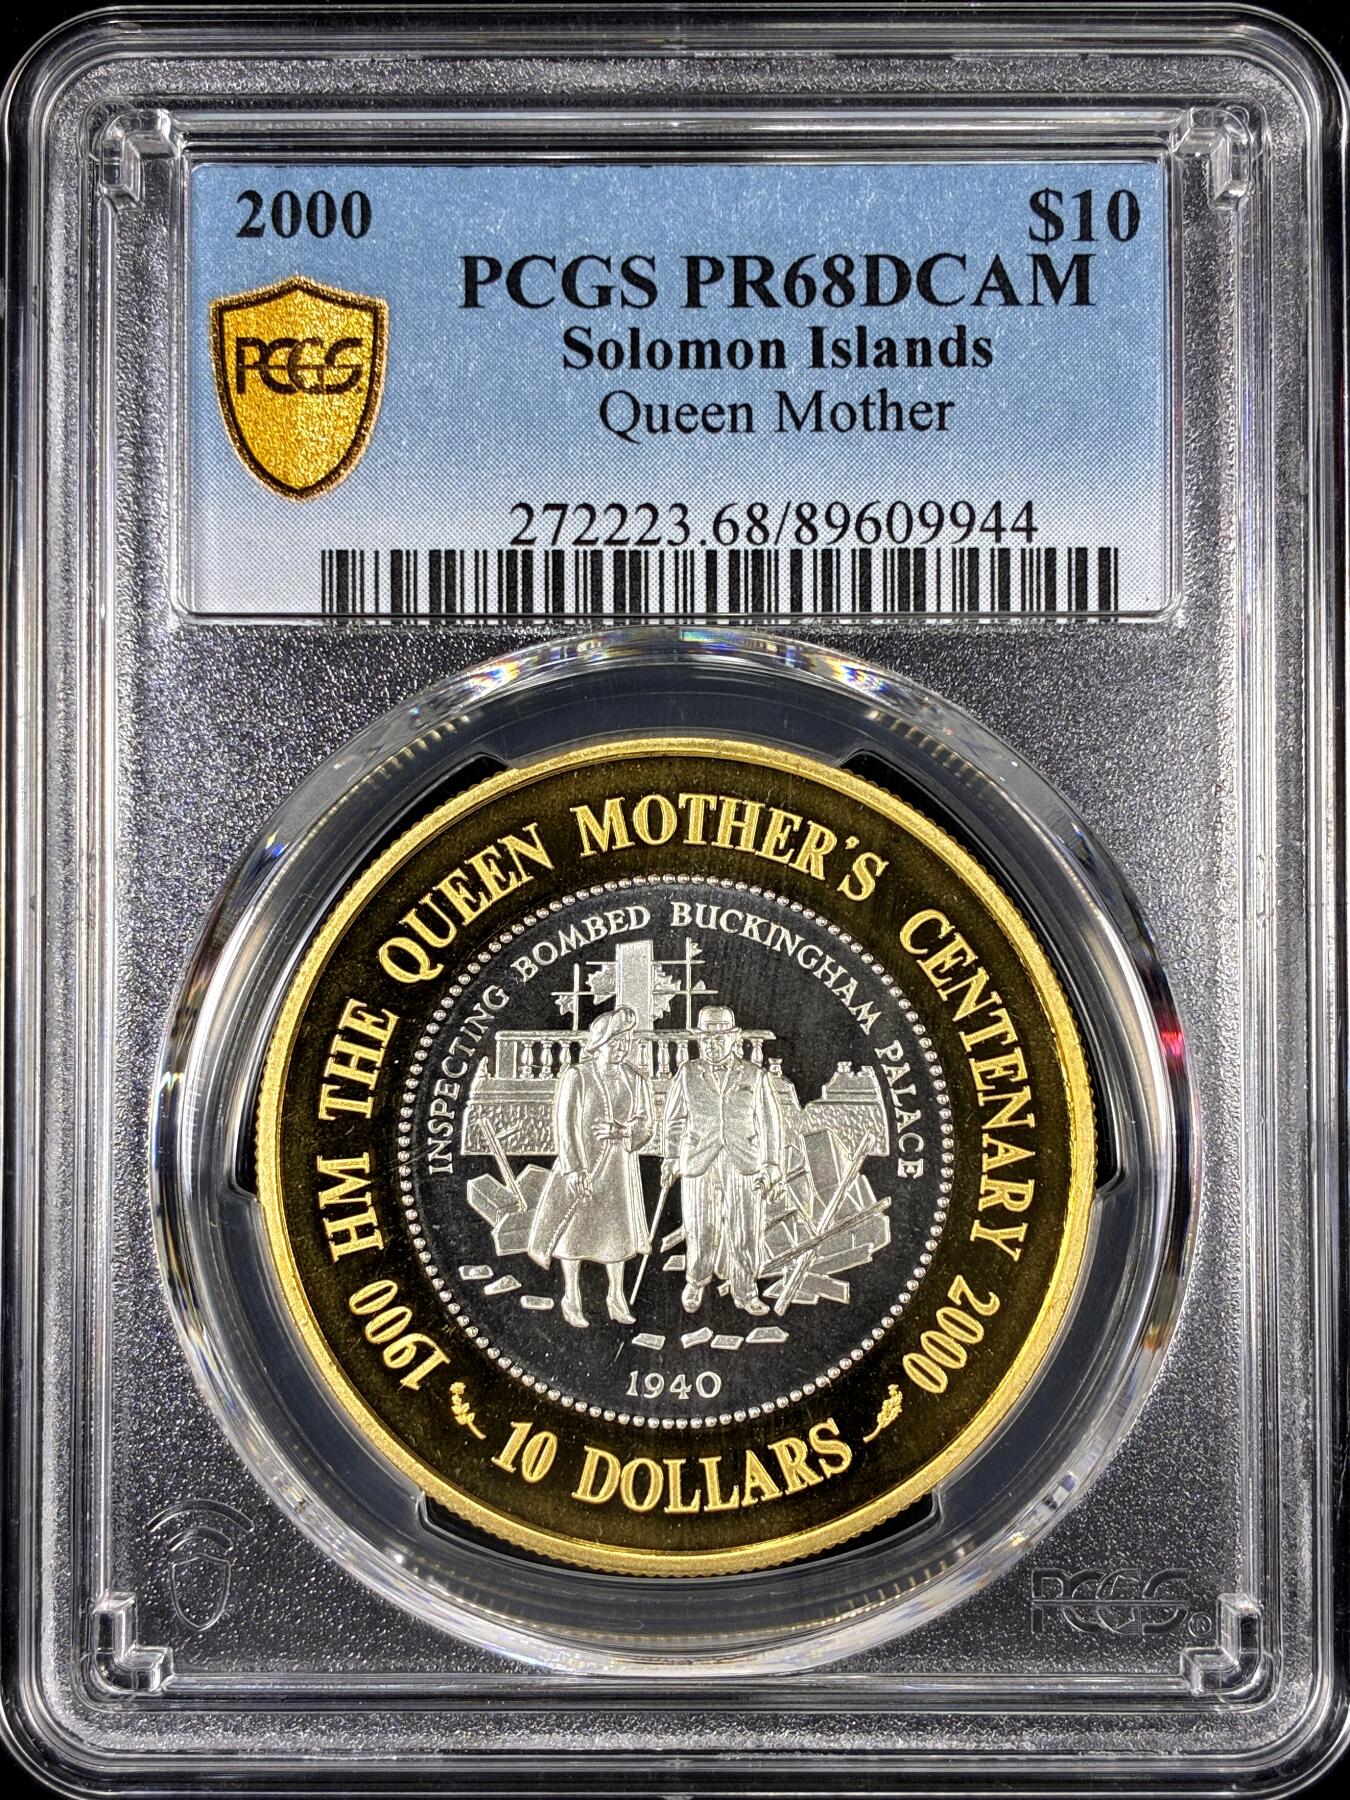 2000 $10
PCGS PR68DCAM
Solomon Islands
Queen Mother
PCGS
272223.68/89609944
1900 HM THE QUEEN MOTHER'S CENTENARY 2000
INSPECTING BOMBED BUCKINGHAM PALACE
1940
10 DOLLARS
PCGS